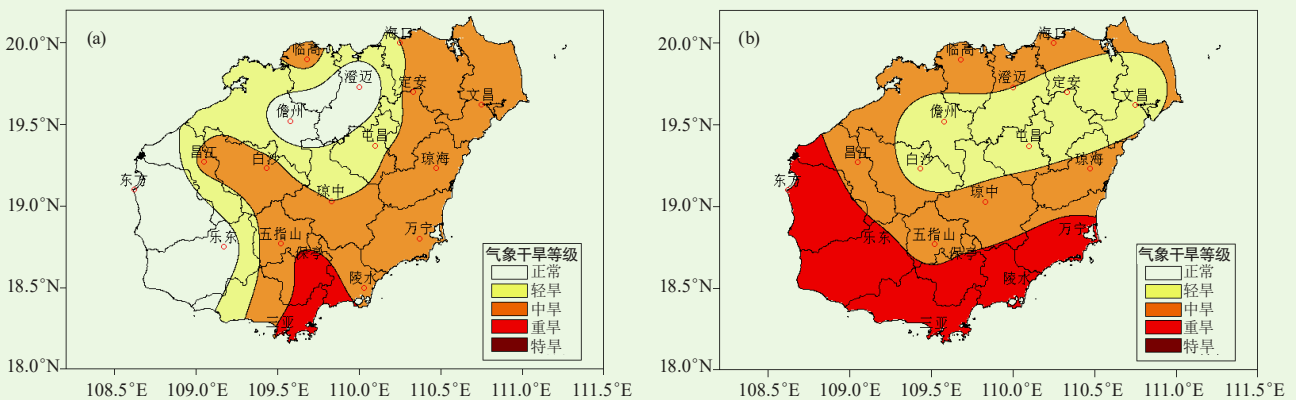 (a)
20.0°N
19.5°N
19.0°N
18.5°N
18.0°N
海口
临高
澄迈
定安
儋州
文昌
屯昌
昌江
白沙
琼海
东方
琼中
乐东
五指山
万宁
保亭
陵水
三亚
气象干旱等级
正常
轻旱
中旱
重旱
特旱
108.5°E 109.0°E 109.5°E 110.0°E 110.5°E 111.0°E 111.5°E
(b)
20.0°N
19.5°N
19.0°N
18.5°N
18.0°N
海口
临高
澄迈
定安
儋州
文昌
屯昌
昌江
白沙
琼海
东方
琼中
乐东
五指山
万宁
保亭
陵水
三亚
气象干旱等级
正常
轻旱
中旱
重旱
特旱
108.5°E 109.0°E 109.5°E 110.0°E 110.5°E 111.0°E 111.5°E